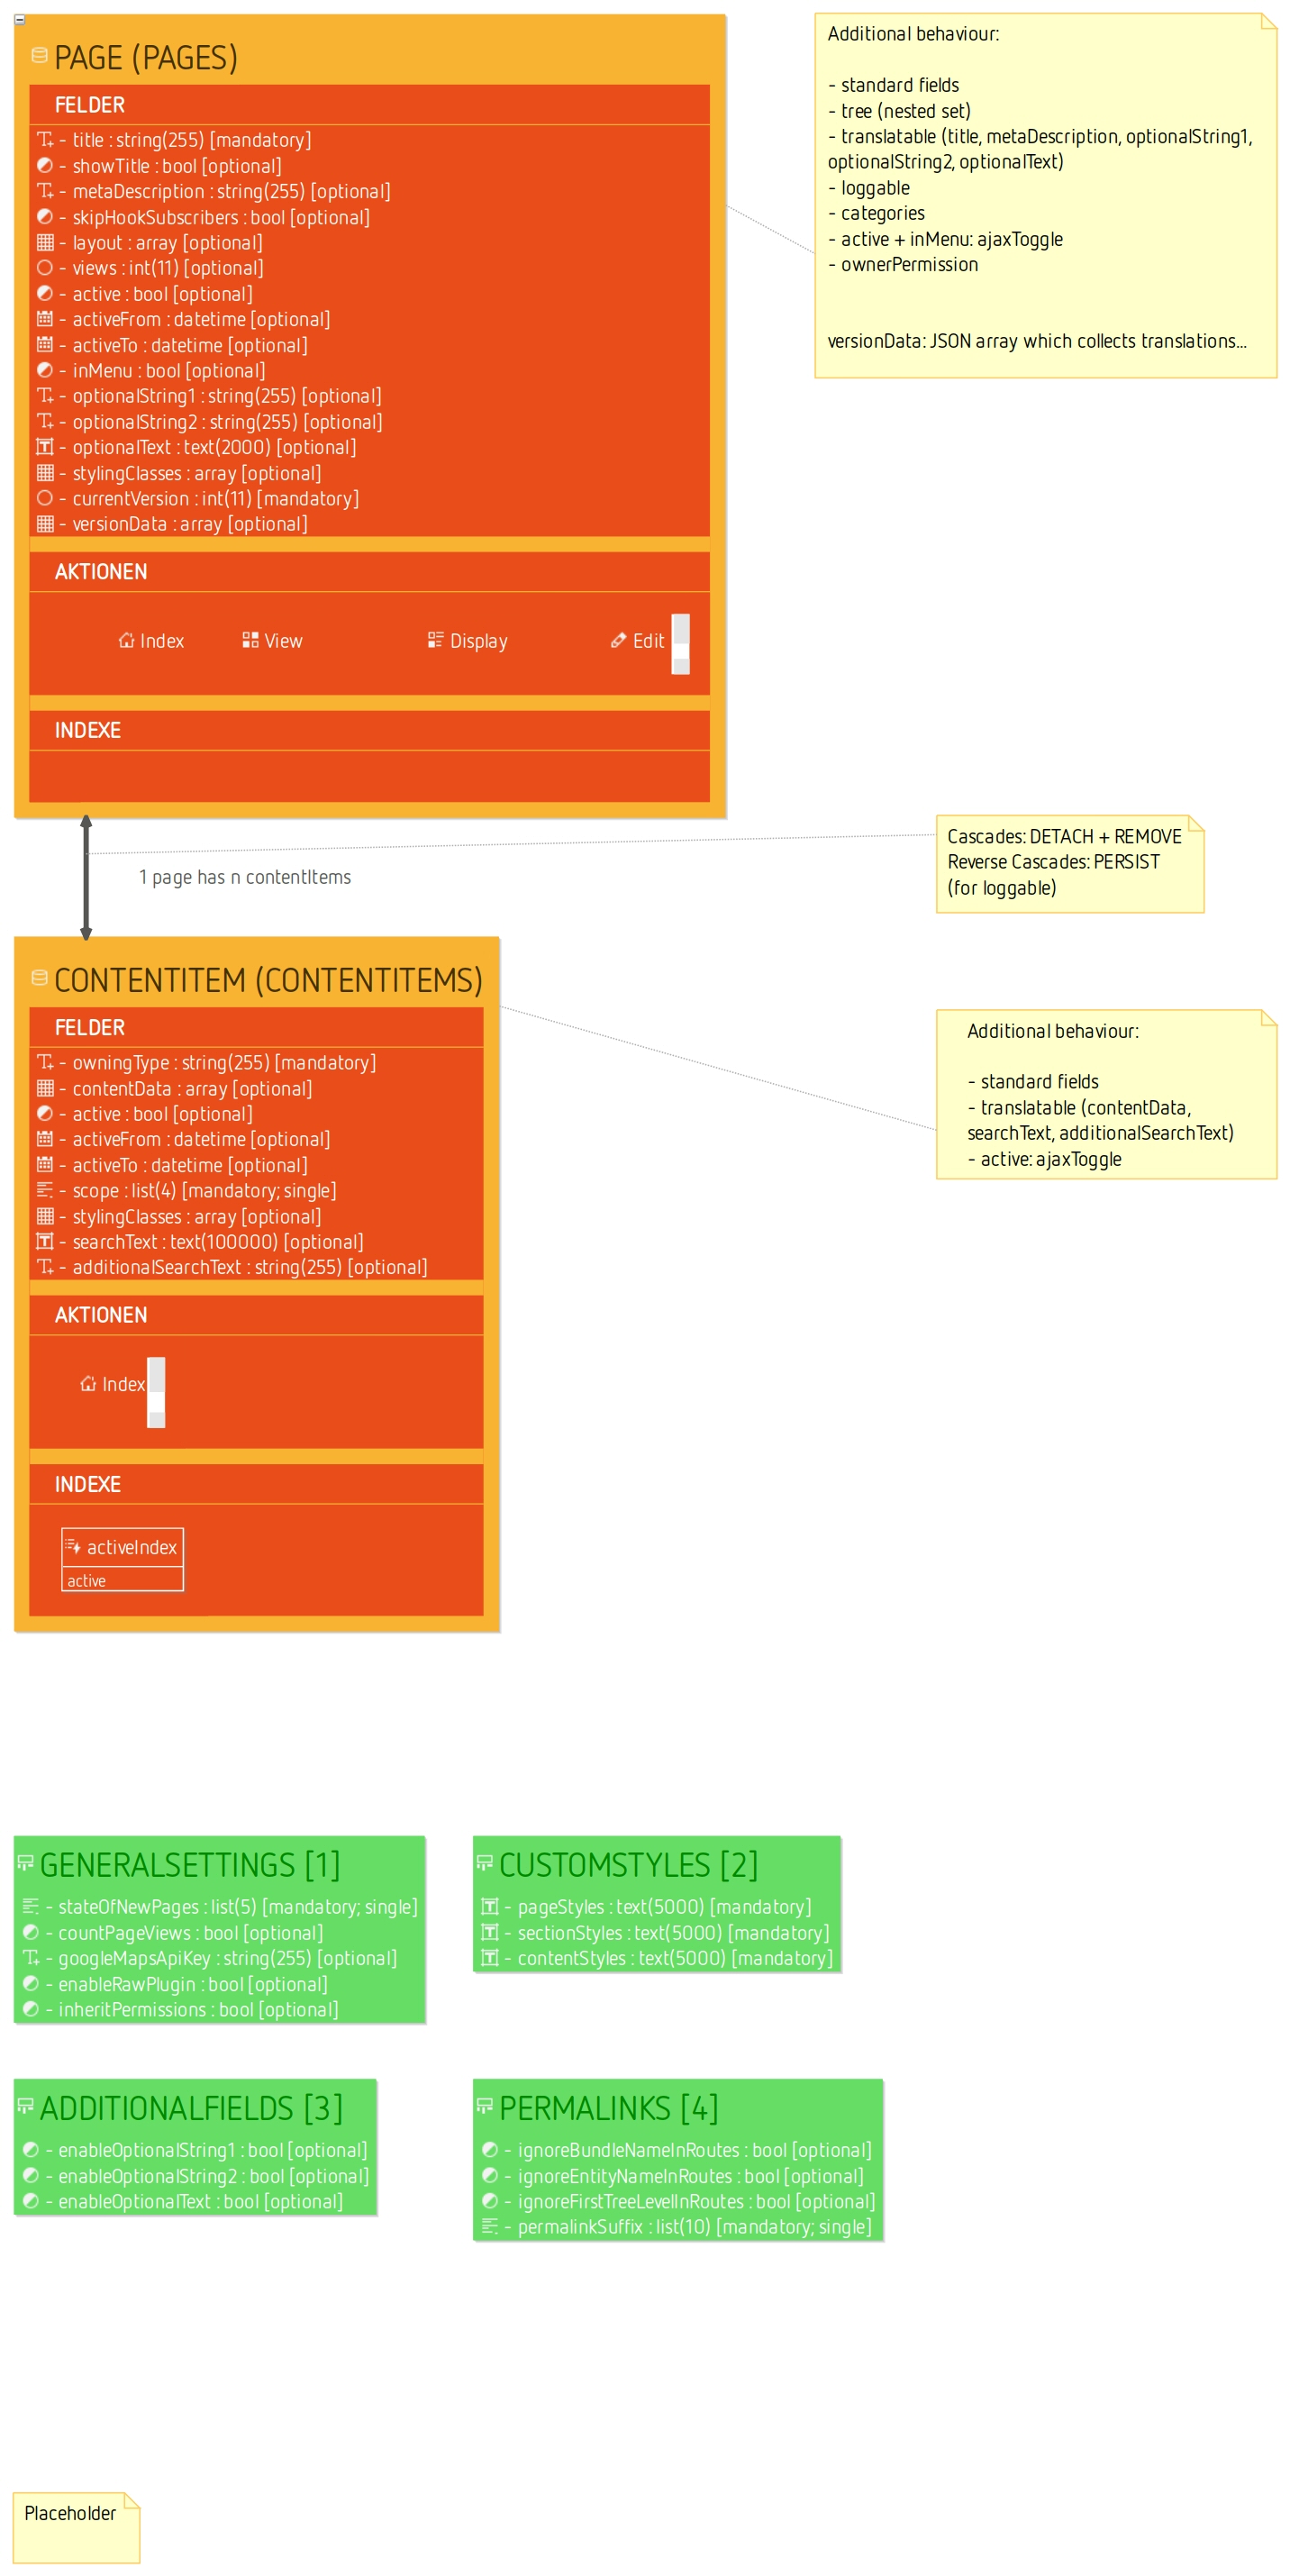 PAGE (PAGES)
FELDER
- title : string(255) [mandatory]
- showTitle : bool [optional]
- metaDescription : string(255) [optional]
- skipHookSubscribers : bool [optional]
- layout : array [optional]
- views : int(11) [optional]
- active : bool [optional]
- activeFrom : datetime [optional]
- activeTo : datetime [optional]
- inMenu : bool [optional]
- optionalString1 : string(255) [optional]
- optionalString2 : string(255) [optional]
- optionalText : text(2000) [optional]
- stylingClasses : array [optional]
- currentVersion : int(11) [mandatory]
- versionData : array [optional]
AKTIONEN
Index View Display Edit
INDEXE
Additional behaviour:
- standard fields
- tree (nested set)
- translatable (title, metaDescription, optionalString1,
optionalString2, optionalText)
- loggable
- categories
- active + inMenu: ajaxToggle
- ownerPermission
versionData: JSON array which collects translations...
1 page has n contentItems
Cascades: DETACH + REMOVE
Reverse Cascades: PERSIST
(for loggable)
CONTENTITEM (CONTENTITEMS)
FELDER
- owningType : string(255) [mandatory]
- contentData : array [optional]
- active : bool [optional]
- activeFrom : datetime [optional]
- activeTo : datetime [optional]
- scope : list(4) [mandatory; single]
- stylingClasses : array [optional]
- searchText : text(100000) [optional]
- additionalSearchText : string(255) [optional]
AKTIONEN
Index
INDEXE
activeIndex
active
Additional behaviour:
- standard fields
- translatable (contentData,
searchText, additionalSearchText)
- active: ajaxToggle
GENERALSETTINGS [1]
- stateOfNewPages : list(5) [mandatory; single]
- countPageViews : bool [optional]
- googleMapsApiKey : string(255) [optional]
- enableRawPlugin : bool [optional]
- inheritPermissions : bool [optional]
CUSTOMSTYLES [2]
- pageStyles : text(5000) [mandatory]
- sectionStyles : text(5000) [mandatory]
- contentStyles : text(5000) [mandatory]
ADDITIONALFIELDS [3]
- enableOptionalString1 : bool [optional]
- enableOptionalString2 : bool [optional]
- enableOptionalText : bool [optional]
PERMALINKS [4]
- ignoreBundleNameInRoutes : bool [optional]
- ignoreEntityNameInRoutes : bool [optional]
- ignoreFirstTreeLevelInRoutes : bool [optional]
- permalinkSuffix : list(10) [mandatory; single]
Placeholder